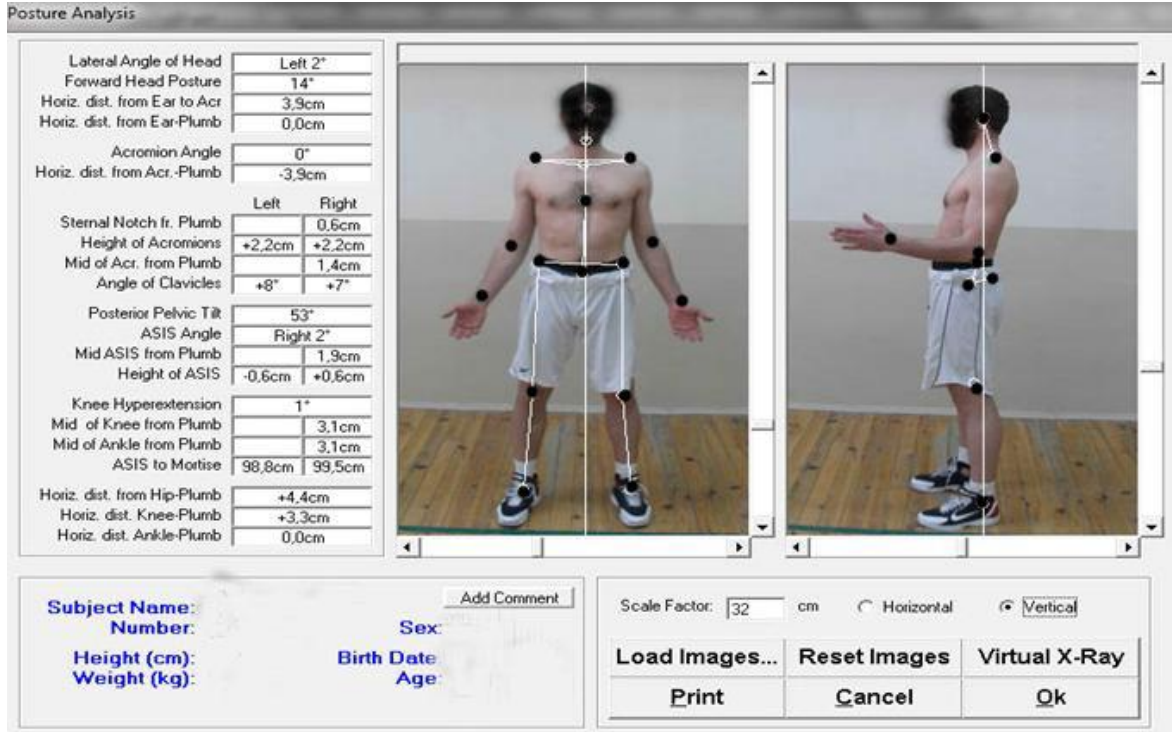 Posture Analysis
Lateral Angle of Head Left 2°
Forward Head Posture 14°
Horiz. dist. from Ear to Acr 3,9cm
Horiz. dist. from Ear-Plumb 0,0cm
Acromion Angle 0°
Horiz. dist. from Acr.-Plumb -3,9cm
Left Right
Sternal Notch fr. Plumb 0,6cm
Height of Acromions +2,2cm +2,2cm
Mid of Acr. from Plumb 1,4cm
Angle of Clavicles +8° +7°
Posterior Pelvic Tilt 53°
ASIS Angle Right 2°
Mid ASIS from Plumb 1,9cm
Height of ASIS -0,6cm +0,6cm
Knee Hyperextension 1°
Mid of Knee from Plumb 3,1cm
Mid of Ankle from Plumb 3,1cm
ASIS to Mortise 98,8cm 99,5cm
Horiz. dist. from Hip-Plumb +4,4cm
Horiz. dist. Knee-Plumb +3,3cm
Horiz. dist. Ankle-Plumb 0,0cm
Add Comment
Subject Name:
Number: Sex:
Height (cm): Birth Date
Weight (kg): Age:
Scale Factor: 32 cm Horizontal Vertical
Load Images... Reset Images Virtual X-Ray
Print Cancel Ok